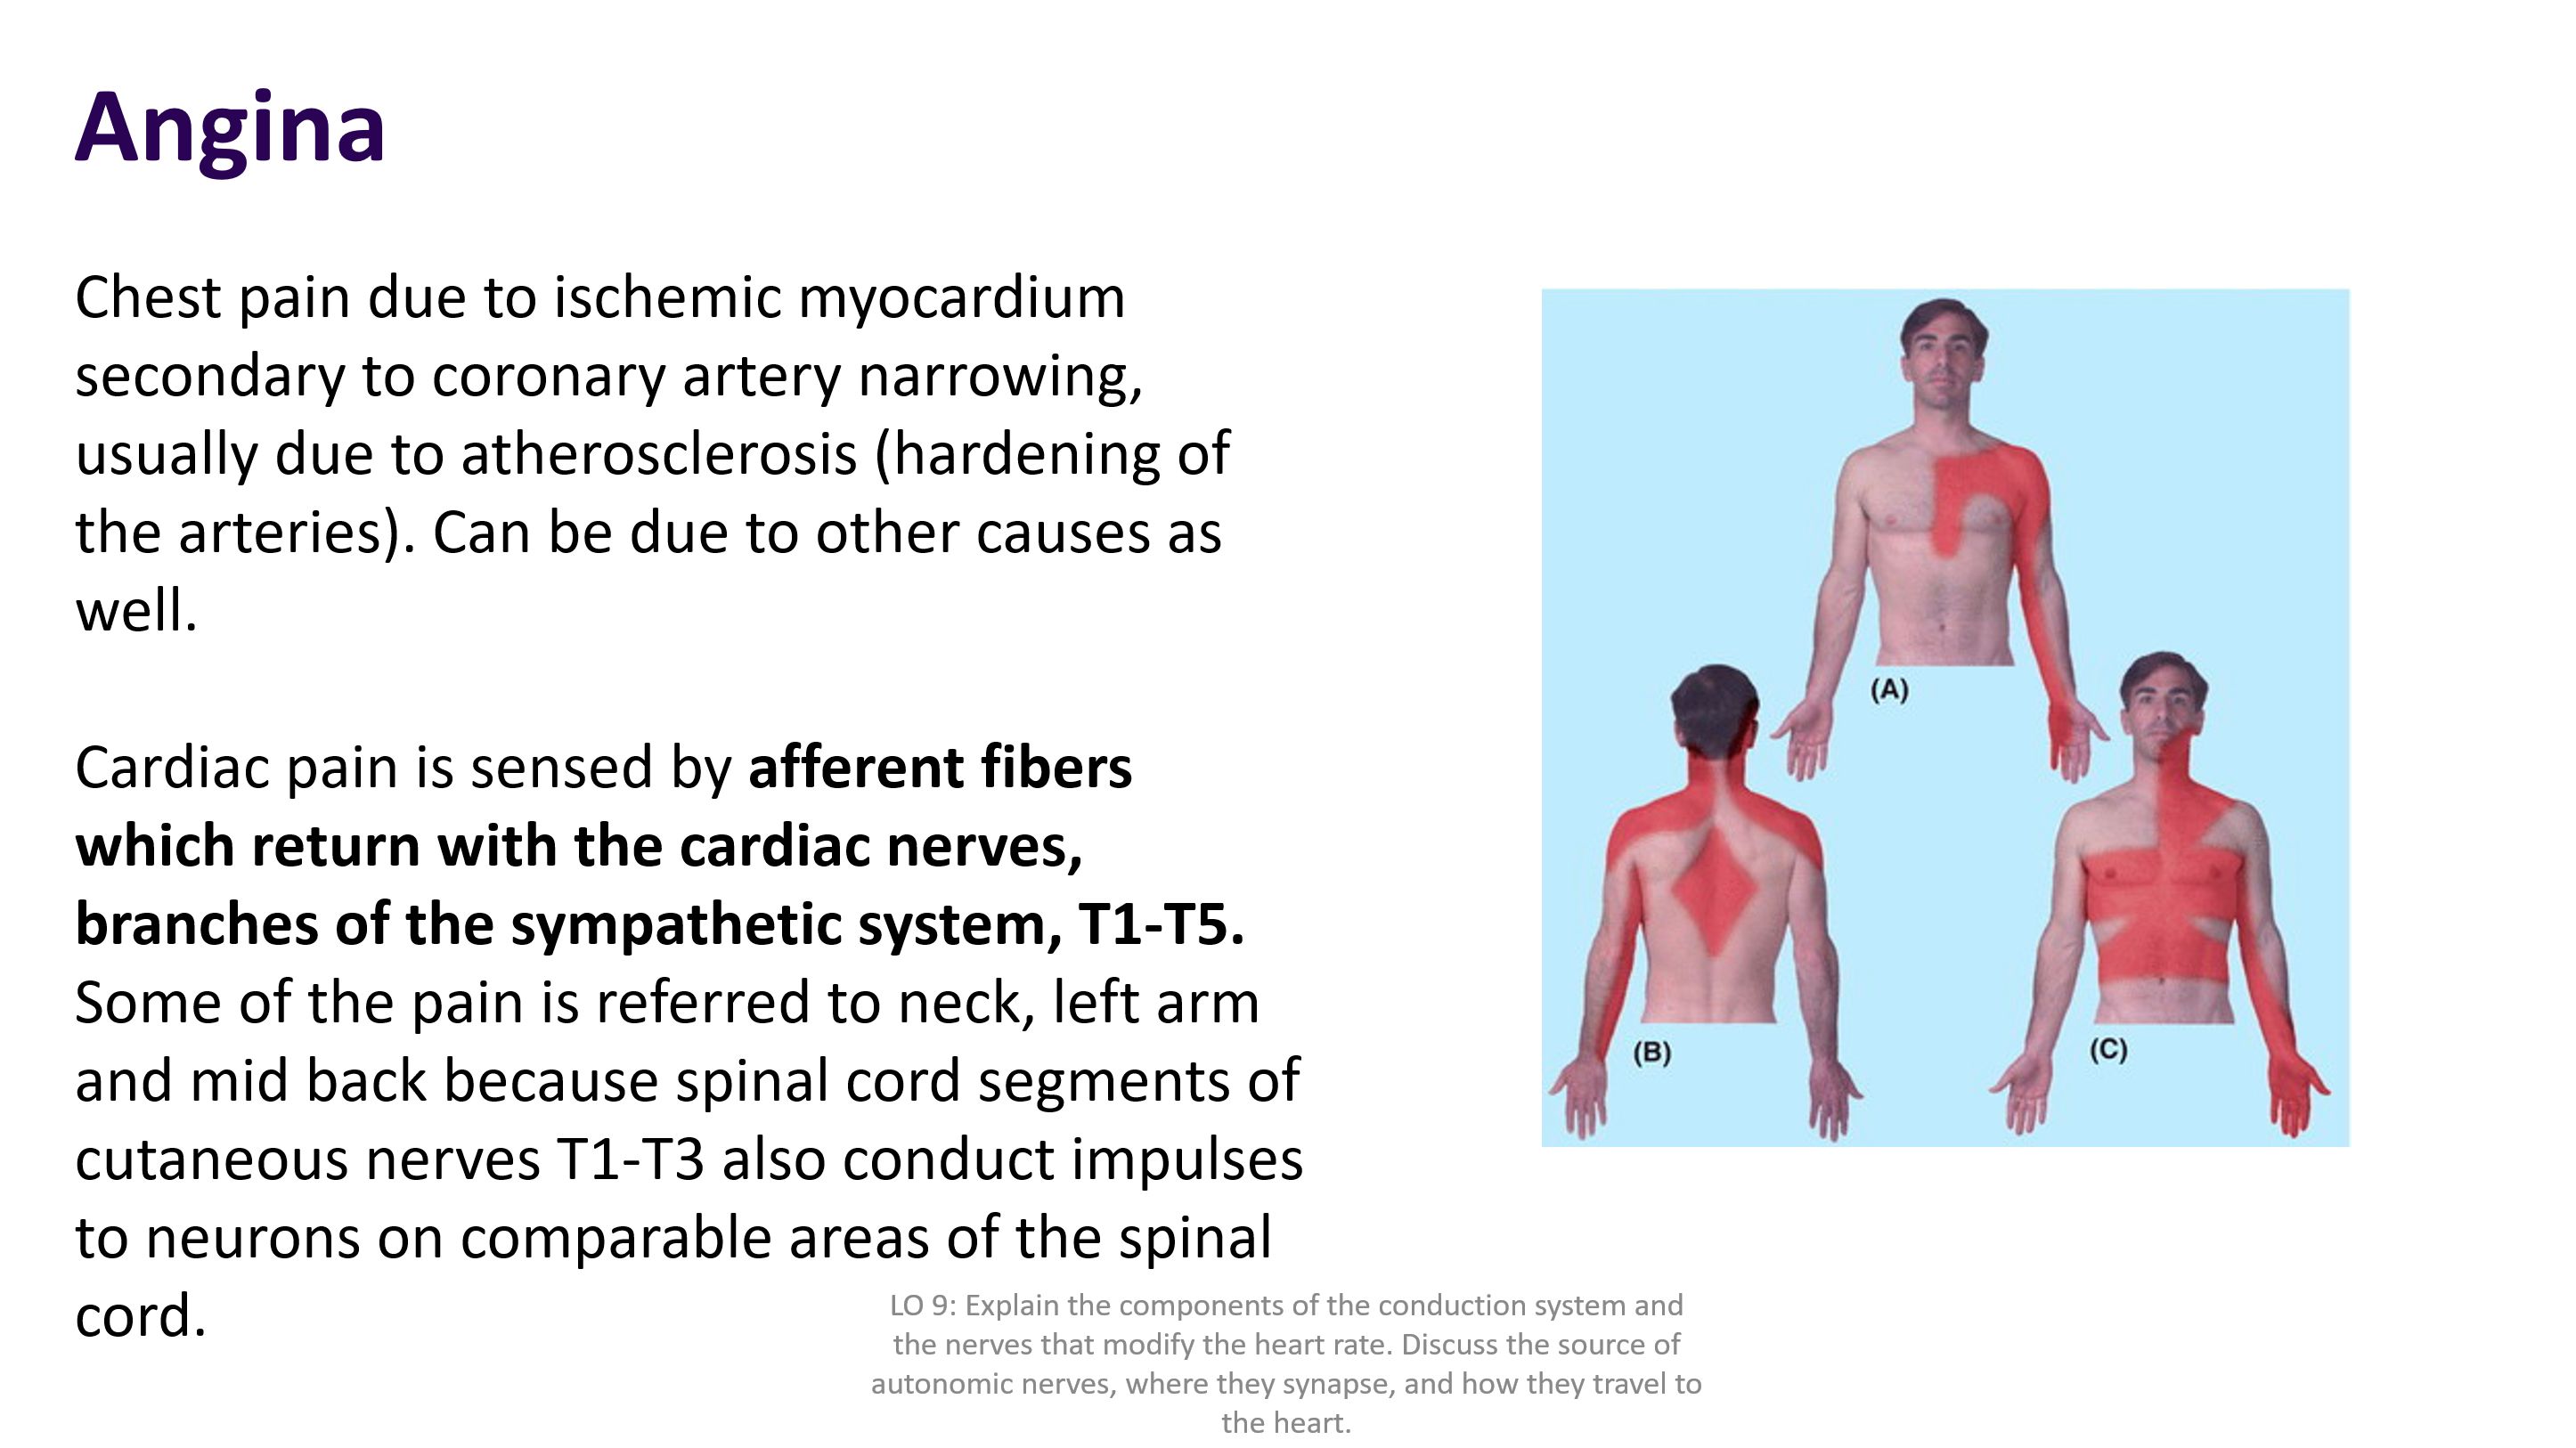 Angina
Chest pain due to ischemic myocardium
secondary to coronary artery narrowing,
usually due to atherosclerosis (hardening of
the arteries). Can be due to other causes as
well.
Cardiac pain is sensed by afferent fibers
which return with the cardiac nerves,
branches of the sympathetic system, T1-T5.
Some of the pain is referred to neck, left arm
and mid back because spinal cord segments of
cutaneous nerves T1-T3 also conduct impulses
to neurons on comparable areas of the spinal
cord.
(A)
(B)
(C)
LO 9: Explain the components of the conduction system and
the nerves that modify the heart rate. Discuss the source of
autonomic nerves, where they synapse, and how they travel to
the heart.